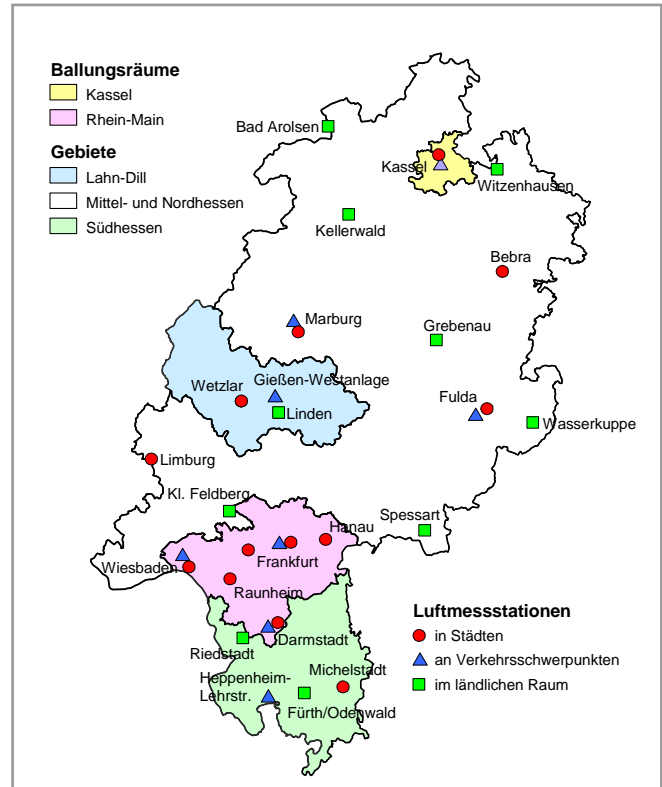 Ballungsräume
Kassel
Rhein-Main
Gebiete
Lahn-Dill
Mittel- und Nordhessen
Südhessen
Bad Arolsen
Kassel
Witzenhausen
Kellerwald
Bebra
Marburg
Grebenau
Gießen-Westanlage
Wetzlar
Linden
Fulda
Wasserkuppe
Limburg
Kl. Feldberg
Spessart
Hanau
Frankfurt
Wiesbaden
Raunheim
Darmstadt
Riedstadt
Heppenheim-
Lehrstr.
Michelstadt
Fürth/Odenwald
Luftmessstationen
in Städten
an Verkehrsschwerpunkten
im ländlichen Raum